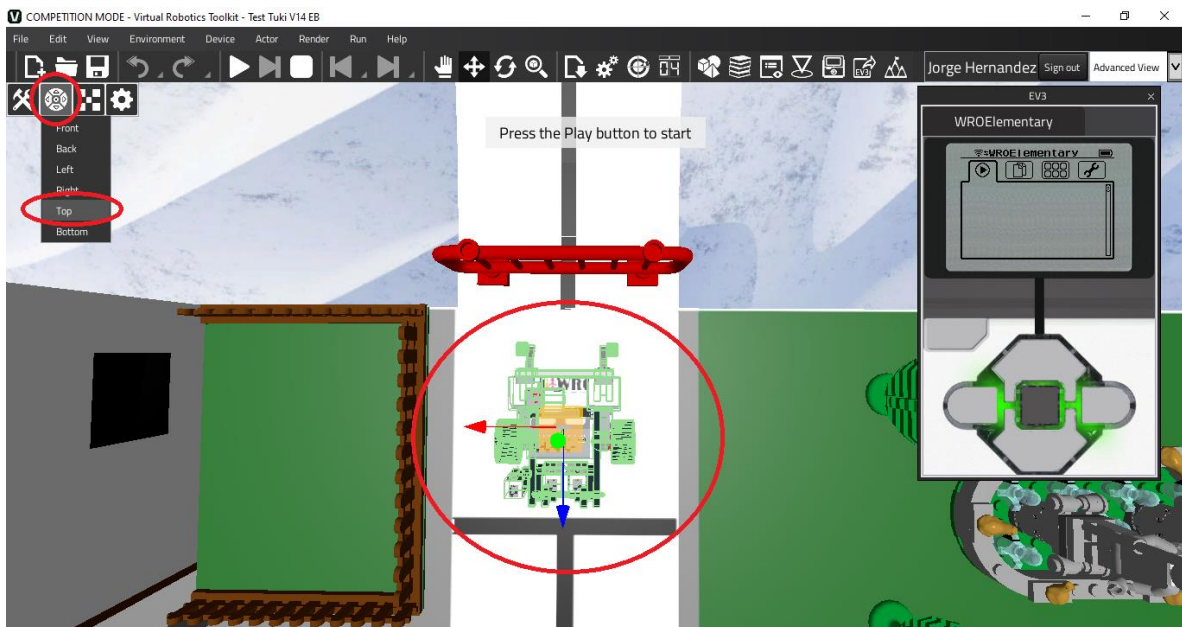 COMPETITION MODE - Virtual Robotics Toolkit - Test Tuki V14 EB
File Edit View Environment Device Actor Render Run Help
EV3
Jorge Hernandez Sign out Advanced View
Front
Back
Left
Right
Top
Bottom
Press the Play button to start
WRO
EV3
WROElementary
WROElementary